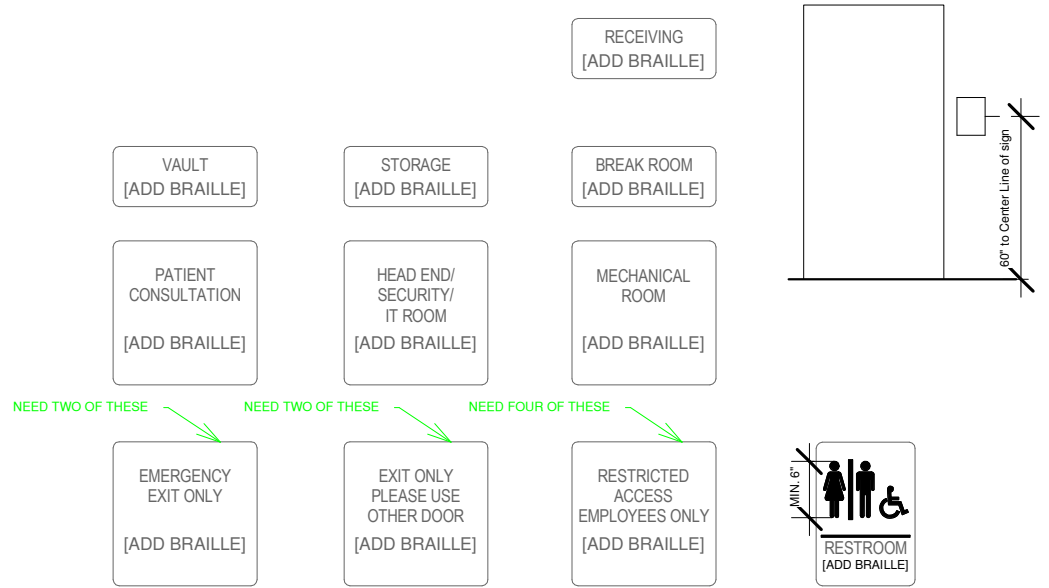 RECEIVING
[ADD BRAILLE]
VAULT
[ADD BRAILLE]
STORAGE
[ADD BRAILLE]
BREAK ROOM
[ADD BRAILLE]
60" to Center Line of sign
PATIENT
CONSULTATION
[ADD BRAILLE]
HEAD END/
SECURITY/
IT ROOM
[ADD BRAILLE]
MECHANICAL
ROOM
[ADD BRAILLE]
NEED TWO OF THESE
EMERGENCY
EXIT ONLY
[ADD BRAILLE]
NEED TWO OF THESE
EXIT ONLY
PLEASE USE
OTHER DOOR
[ADD BRAILLE]
NEED FOUR OF THESE
RESTRICTED
ACCESS
EMPLOYEES ONLY
[ADD BRAILLE]
MIN. 6"
RESTROOM
[ADD BRAILLE]